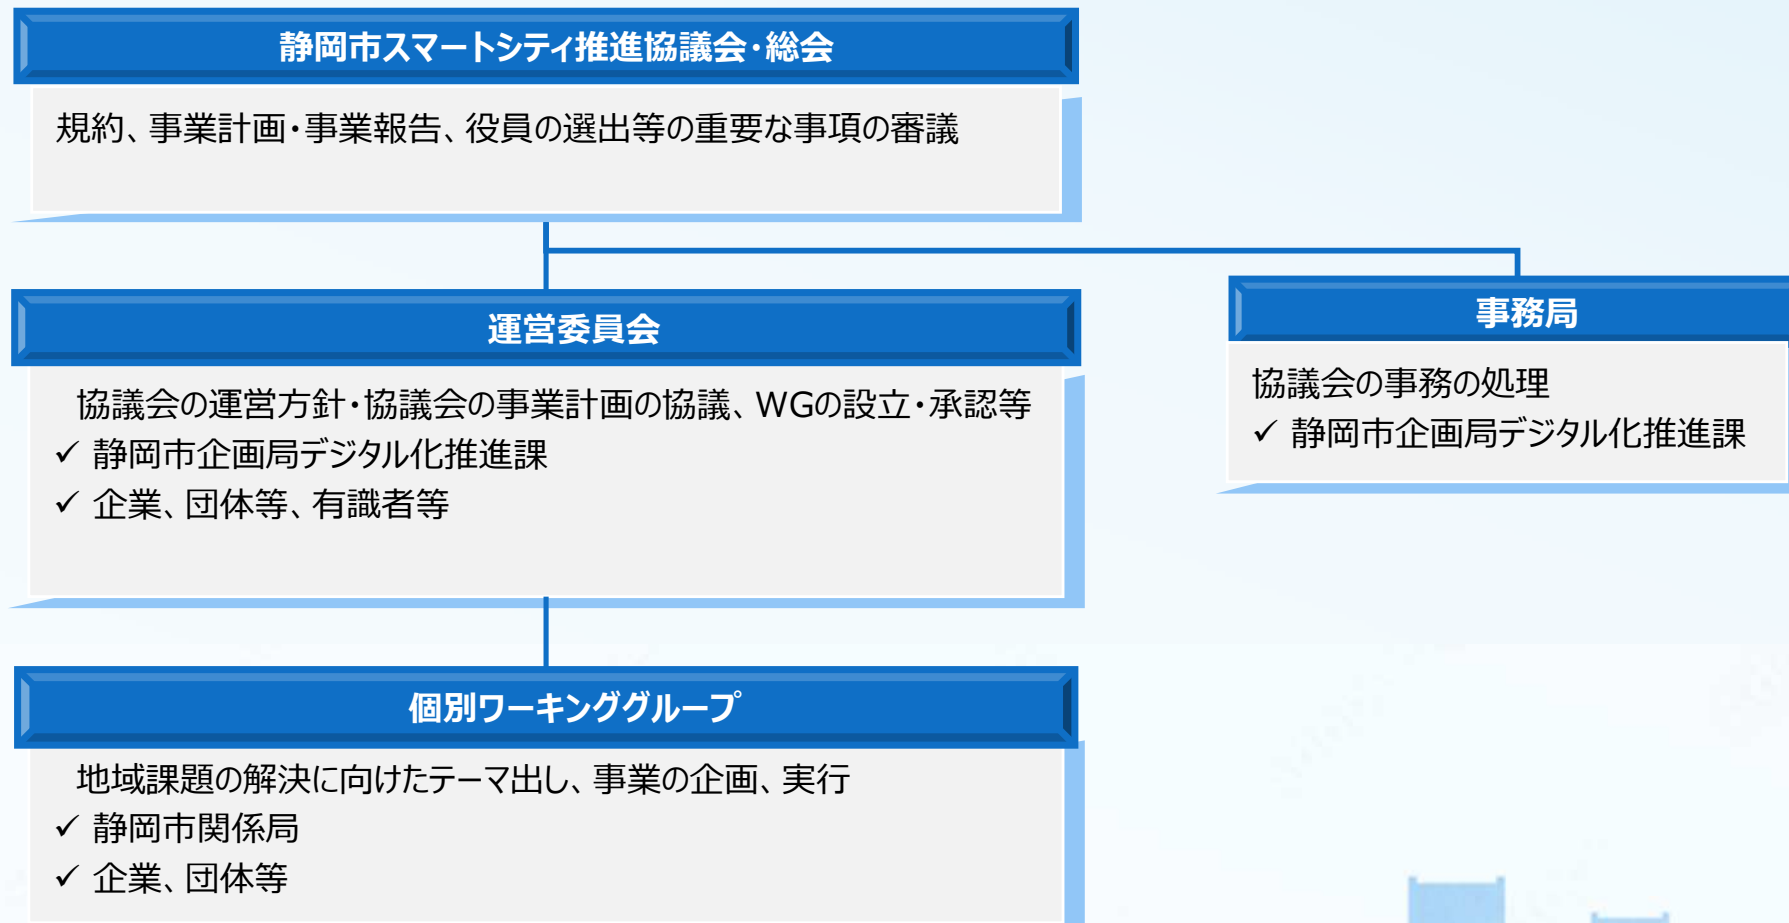 静岡市スマートシティ推進協議会・総会
規約、事業計画・事業報告、役員の選出等の重要な事項の審議
運営委員会
協議会の運営方針・協議会の事業計画の協議、WGの設立・承認等
✓ 静岡市企画局デジタル化推進課
✓ 企業、団体等、有識者等
事務局
協議会の事務の処理
✓ 静岡市企画局デジタル化推進課
個別ワーキンググループ
地域課題の解決に向けたテーマ出し、事業の企画、実行
✓ 静岡市関係局
✓ 企業、団体等